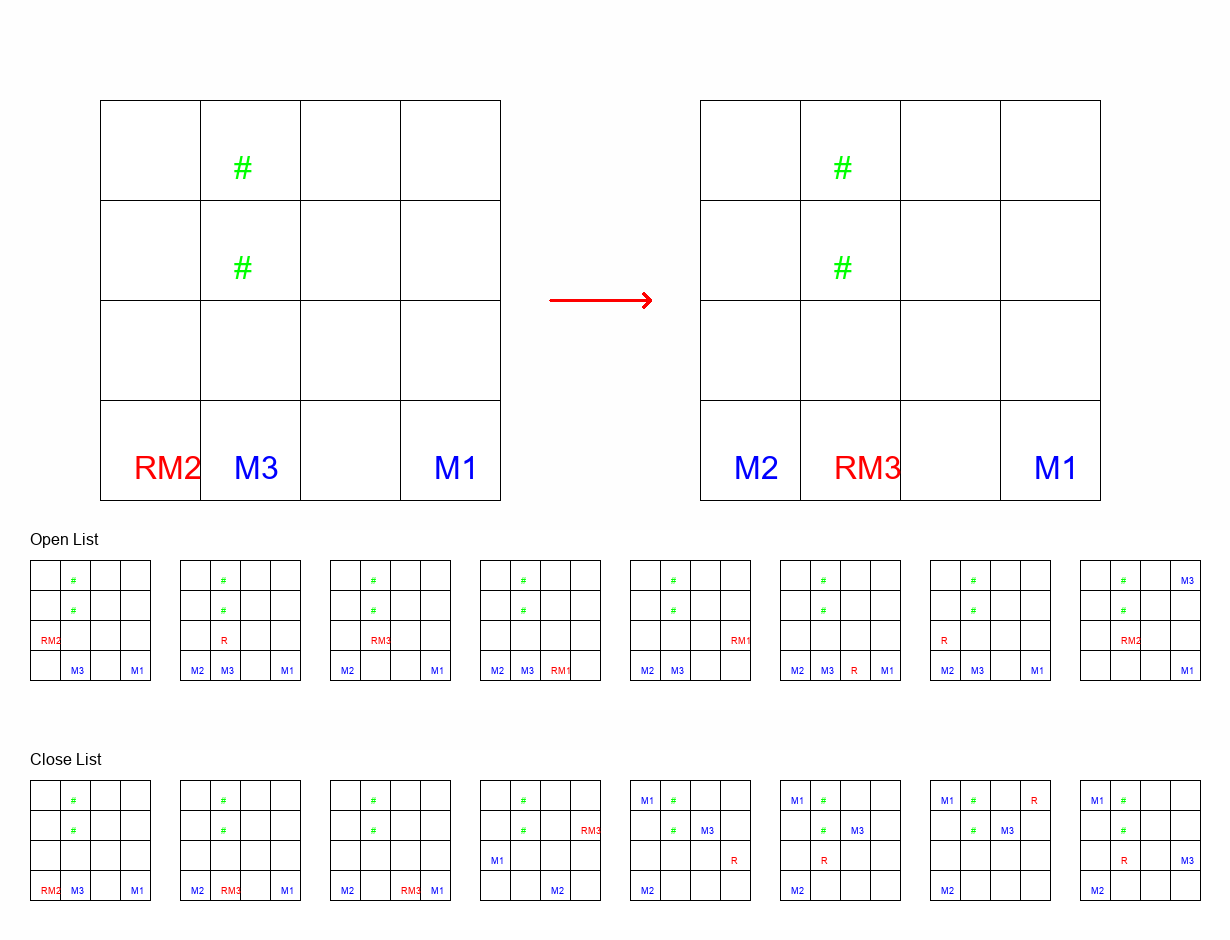 # #
# #
RM2 M3 M1 M2 RM3 M1
Open List
# # # # # # # # M3
# # # # # # # #
RM2 R RM3 RM1 R RM2
M3 M1 M2 M3 M1 M2 M1 M2 M3 RM1 M2 M3 M2 M3 R M1 M2 M3 M1 M1
Close List
# # # # M1 # M1 # M1 # R M1 #
# # # # RM3 # M3 # M3 # M3 #
M1 R R R M3
RM2 M3 M1 M2 RM3 M1 M2 RM3 M1 M2 M2 M2 M2 M2